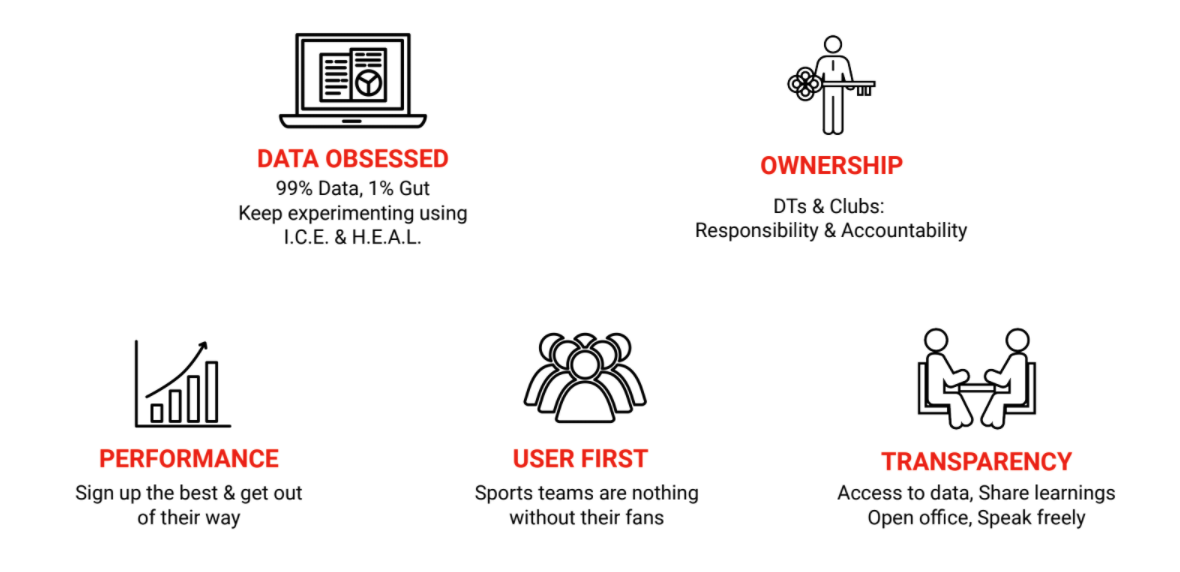 DATA OBSESSED
99% Data, 1% Gut
Keep experimenting using
I.C.E. & H.E.A.L.
OWNERSHIP
DTs & Clubs:
Responsibility & Accountability
PERFORMANCE
Sign up the best & get out
of their way
USER FIRST
Sports teams are nothing
without their fans
TRANSPARENCY
Access to data, Share learnings
Open office, Speak freely